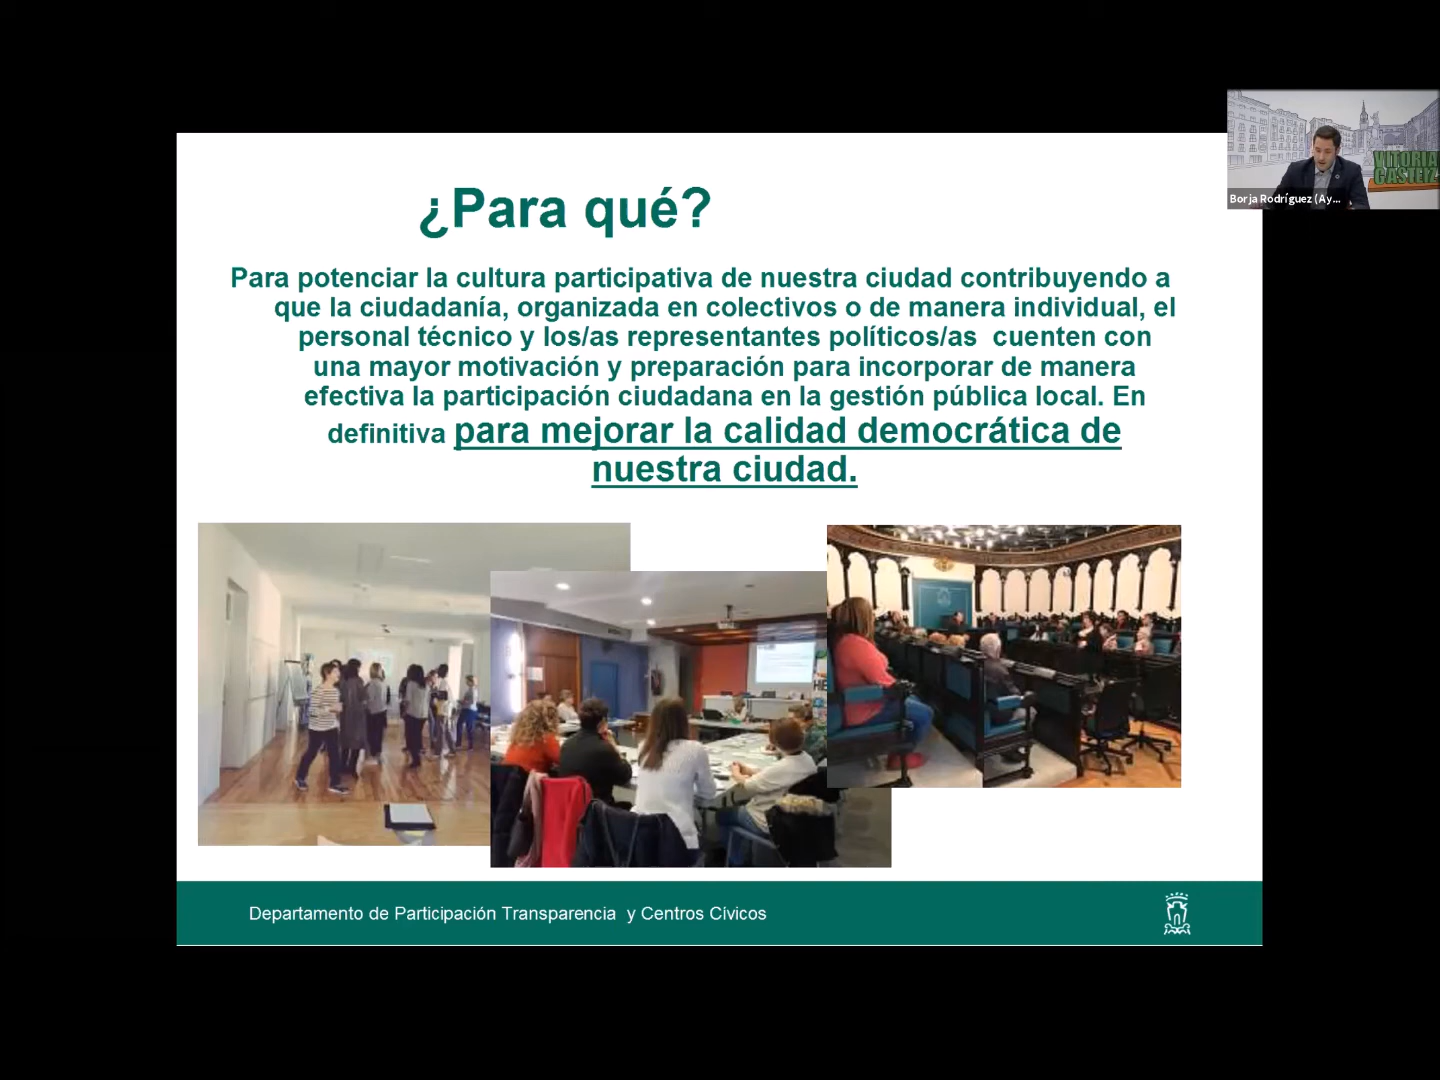 ¿Para qué?
Para potenciar la cultura participativa de nuestra ciudad contribuyendo a
que la ciudadanía, organizada en colectivos o de manera individual, el
personal técnico y los/as representantes políticos/as cuenten con
una mayor motivación y preparación para incorporar de manera
efectiva la participación ciudadana en la gestión pública local. En
definitiva para mejorar la calidad democrática de
nuestra ciudad.
Departamento de Participación Transparencia y Centros Cívicos
VITORIA
GASTEIZ
Borja Rodríguez (Ay...